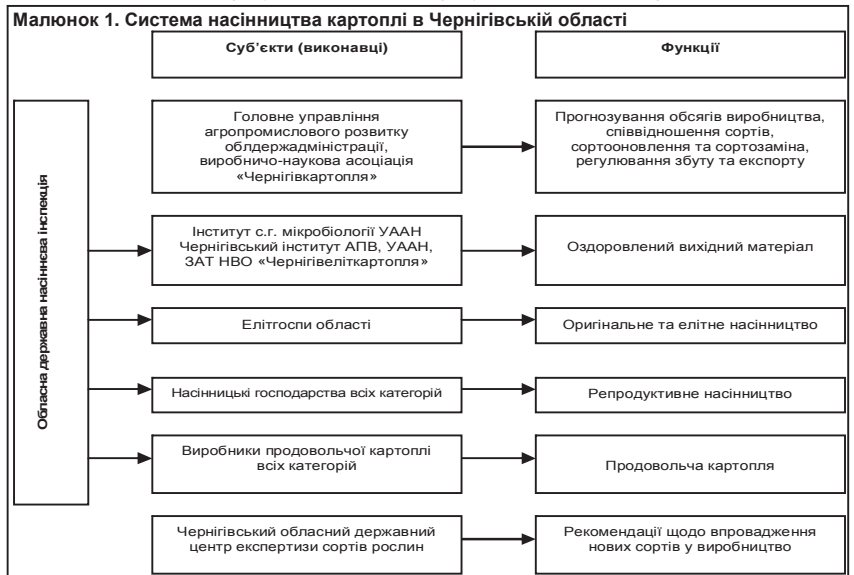 Малюнок 1. Система насінництва картоплі в Чернігівській області
Суб’єкти (виконавці)
Функції
Обласна державна насіннєва інспекція
Головне управління
агропромислового розвитку
облдержадміністрації,
виробничо-наукова асоціація
«Чернігівкартопля»
Прогнозування обсягів виробництва,
співвідношення сортів,
сортооновлення та сортозаміна,
регулювання збуту та експорту
Інститут с.г. мікробіології УААН
Чернігівський інститут АПВ, УААН,
ЗАТ НВО «Чернігівеліткартопля»
Оздоровлений вихідний матеріал
Елітгоспи області
Оригінальне та елітне насінництво
Насінницькі господарства всіх категорій
Репродуктивне насінництво
Виробники продовольчої картоплі
всіх категорій
Продовольча картопля
Чернігівський обласний державний
центр експертизи сортів рослин
Рекомендації щодо впровадження
нових сортів у виробництво